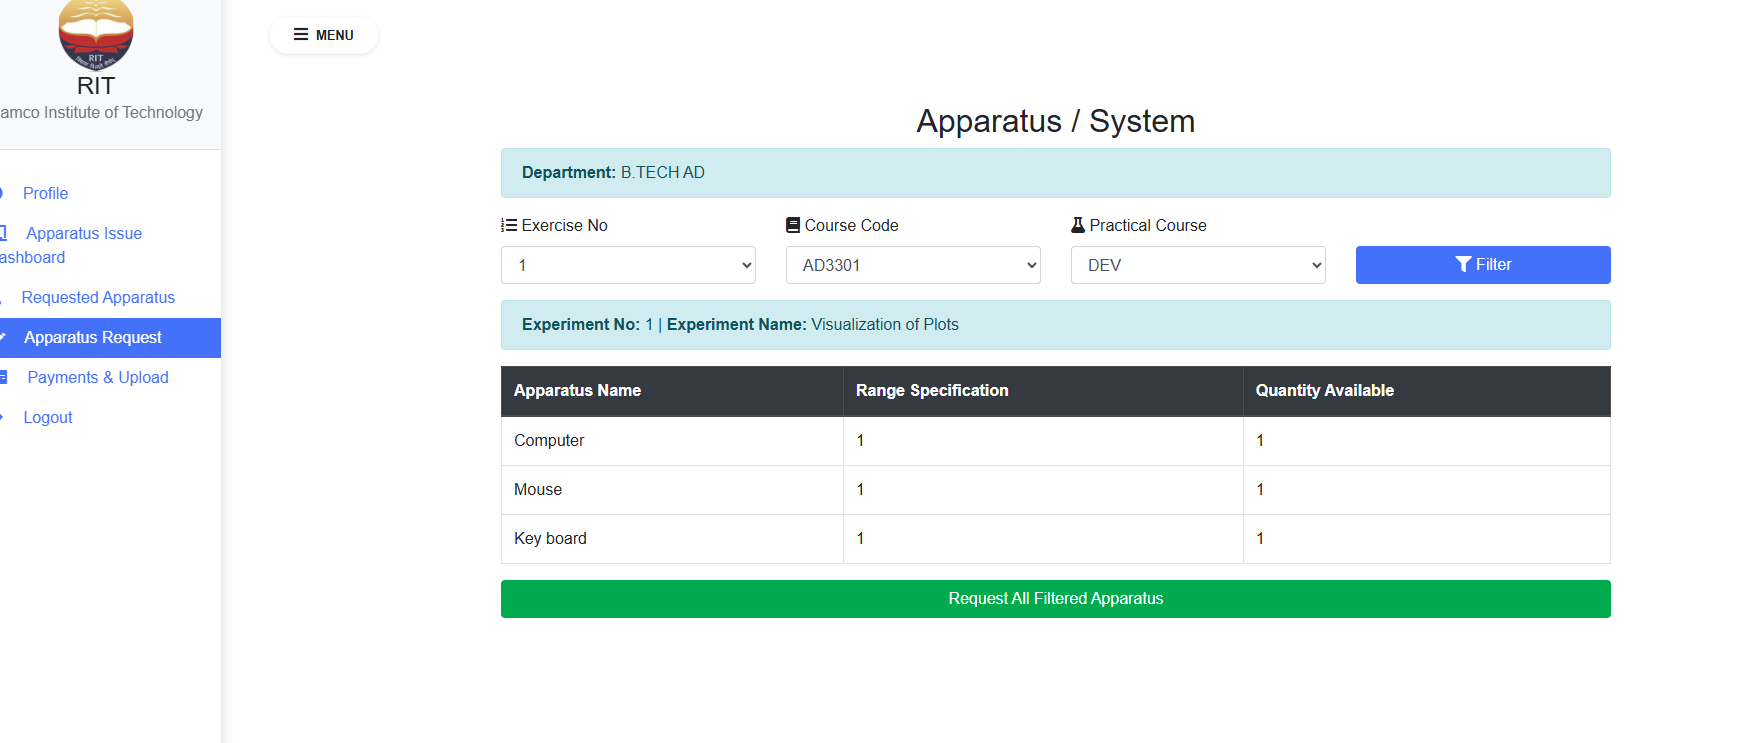 RIT
RIT
amco Institute of Technology
Profile
Apparatus Issue
ashboard
Requested Apparatus
Apparatus Request
Payments & Upload
Logout
MENU
Apparatus / System
Department: B.TECH AD
Exercise No
Course Code
Practical Course
1
AD3301
DEV
Filter
Experiment No: 1 | Experiment Name: Visualization of Plots
Apparatus Name Range Specification Quantity Available
Computer 1 1
Mouse 1 1
Key board 1 1
Request All Filtered Apparatus